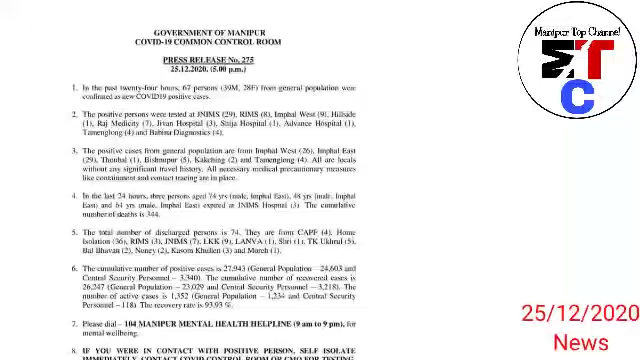 GOVERNMENT OF MANIPUR
COVID-19 COMMON CONTROL ROOM
PRESS RELEASE No. 275
25.12.2020. (5.00 p.m.)
1. In the past twenty-four hours, 67 persons (39M, 28F) from general population were
confirmed as new COVID19 positive cases.
2. The positive persons were tested at JNIMS (29), RIMS (8), Imphal West (9), Hillside
(1), Raj Medicity (7), Jivan Hospital (3), Shija Hospital (1), Advance Hospital (1),
Tamenglong (4) and Babina Diagnostics (4).
3. The positive cases from general population are from Imphal West (26), Imphal East
(29), Thoubal (1), Bishnupur (5), Kakching (2) and Tamenglong (4). All are locals
without any significant travel history. All necessary medical precautionary measures
like containment and contact tracing are in place.
4. In the last 24 hours, three persons aged 74 yrs (male, Imphal East), 48 yrs (male, Imphal
East) and 64 yrs (male, Imphal East) expired at JNIMS Hospital (3). The cumulative
number of deaths is 344.
5. The total number of discharged persons is 74. They are from CAPF (4), Home
Isolation (36), RIMS (3), JNIMS (7), LKK (9), LANVA (1), Shri (1), TK Ukhrul (5),
Bal Bhavan (2), Noney (2), Kasom Khullen (3) and Moreh (1).
6. The cumulative number of positive cases is 27,943 (General Population – 24,603 and
Central Security Personnel – 3,340). The cumulative number of recovered cases is
26,247 (General Population – 23,029 and Central Security Personnel – 3,218). The
number of active cases is 1,352 (General Population – 1,234 and Central Security
Personnel –118). The recovery rate is 93.93 %.
7. Please dial – 104 MANIPUR MENTAL HEALTH HELPLINE (9 am to 9 pm), for
mental wellbeing.
8. IF YOU WERE IN CONTACT WITH POSITIVE PERSON, SELF ISOLATE
IMMEDIATELY, CONTACT COVID CONTROL ROOM OR CMO FOR TESTING
Manipur Top Channel
MTC
25/12/2020
News